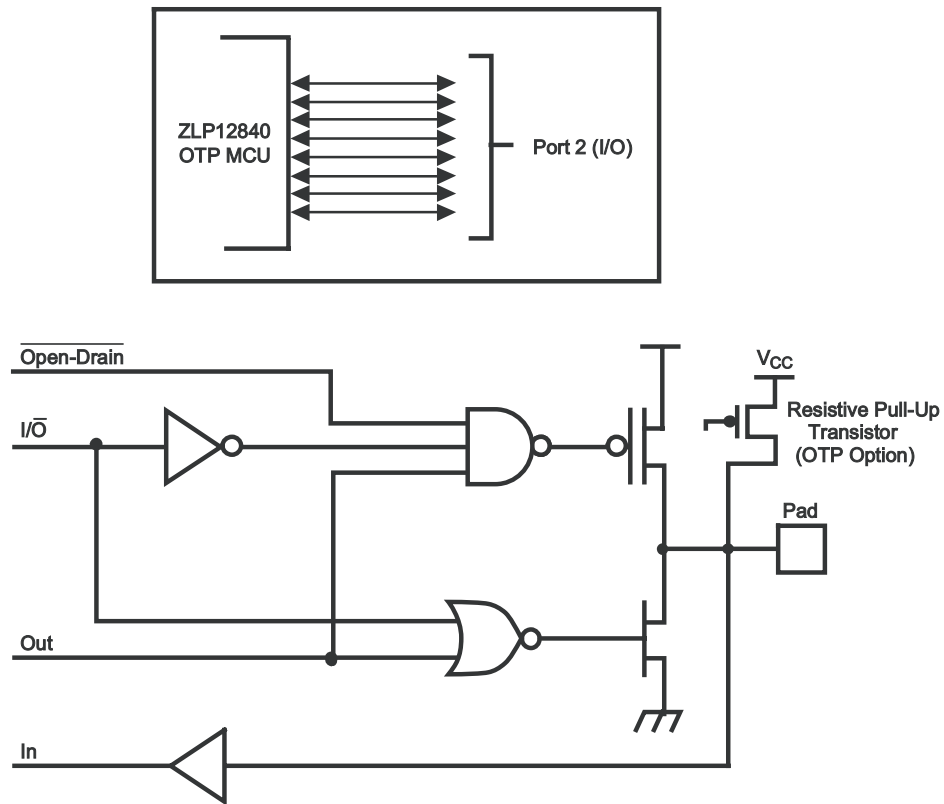 ZLP12840
OTP MCU
Port 2 (I/O)
Open-Drain
I/O
VCC
Resistive Pull-Up
Transistor
(OTP Option)
Pad
Out
In